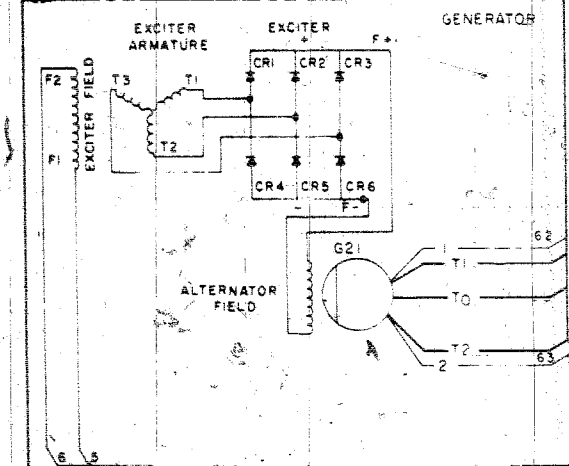 GENERATOR
EXCITER
ARMATURE
EXCITER
+
F+
CR1 CR2 CR3
F2
EXCITER FIELD
F1
T3
T1
T2
CR4 CR5 CR6
-
F-
G21
ALTERNATOR
FIELD
1
62
T1
T0
T2
63
2
A
6
5